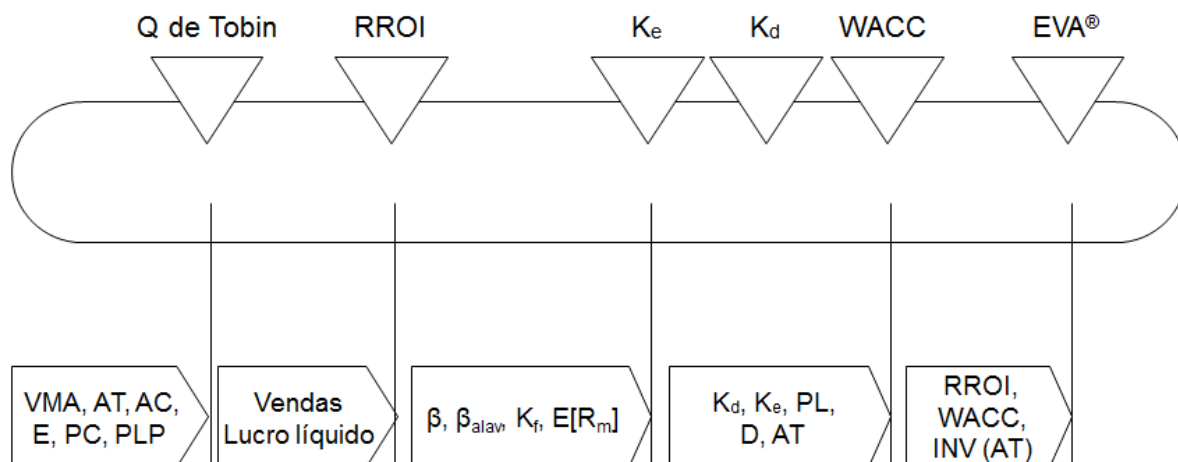 Q de Tobin
RROI
Ke
Kd
WACC
EVA®
VMA, AT, AC,
E, PC, PLP
Vendas
Lucro líquido
β, βalav, Kf, E[Rm]
Kd, Ke, PL,
D, AT
RROI,
WACC,
INV (AT)